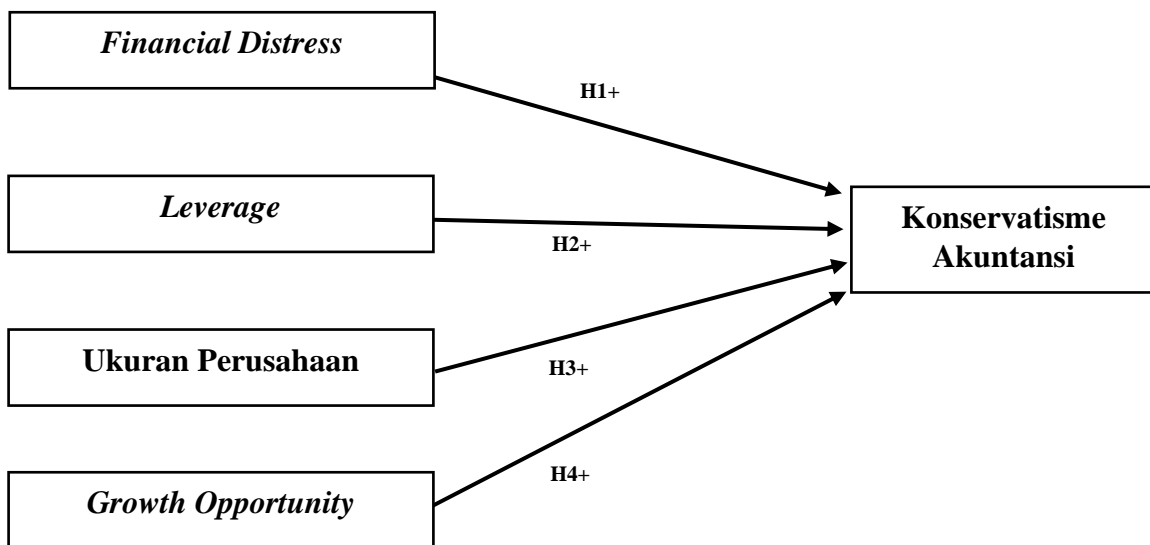 Financial Distress
H1+
Leverage
H2+
Konservatisme
Akuntansi
Ukuran Perusahaan
H3+
Growth Opportunity
H4+